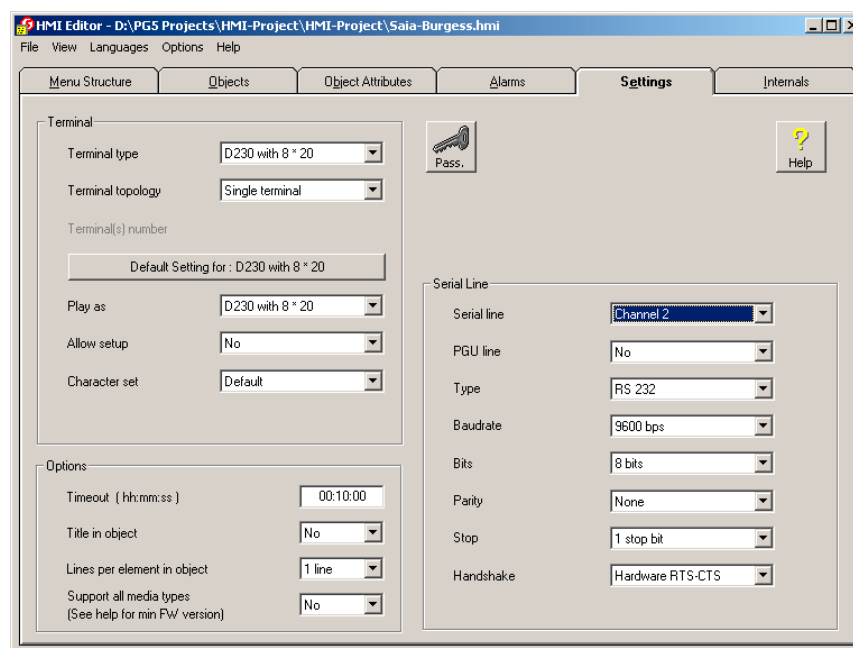 HMI Editor - D:\PG5 Projects\HMI-Project\HMI-Project\Saia-Burgess.hmi
File View Languages Options Help
Menu Structure Objects Object Attributes Alarms Settings Internals
Terminal
Terminal type D230 with 8 * 20
Terminal topology Single terminal
Terminal(s) number
Default Setting for : D230 with 8 * 20
Play as D230 with 8 * 20
Allow setup No
Character set Default
Pass.
?
Help
Options
Timeout ( hh:mm:ss ) 00:10:00
Title in object No
Lines per element in object 1 line
Support all media types
(See help for min FW version) No
Serial Line
Serial line Channel 2
PGU line No
Type RS 232
Baudrate 9600 bps
Bits 8 bits
Parity None
Stop 1 stop bit
Handshake Hardware RTS-CTS